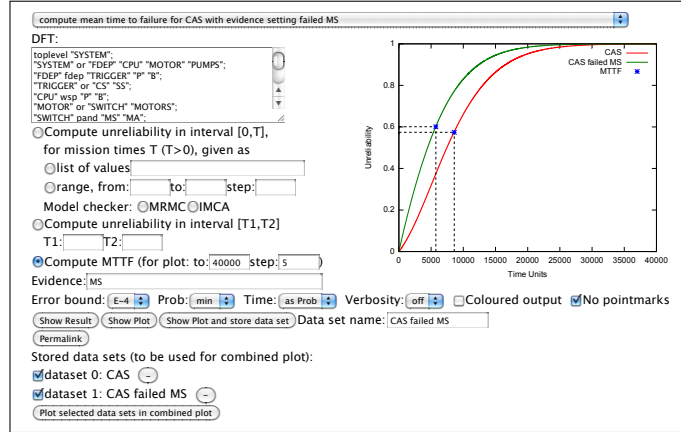 compute mean time to failure for CAS with evidence setting failed MS
DFT:
toplevel "SYSTEM";
"SYSTEM" or "FDEP" "CPU" "MOTOR" "PUMPS";
"FDEP" fdep "TRIGGER" "P" "B";
"TRIGGER" or "CS" "SS";
"CPU" wsp "P" "B";
"MOTOR" or "SWITCH" "MOTORS";
"SWITCH" pand "MS" "MA";
Compute unreliability in interval [0,T],
for mission times T (T>0), given as
list of values
range, from: to: step:
Model checker: MRMC IMCA
Compute unreliability in interval [T1,T2]
T1: T2:
Compute MTTF (for plot: to: 40000 step: 5 )
Evidence: MS
Error bound: E-4 Prob: min Time: as Prob Verbosity: off Coloured output No pointmarks
Show Result Show Plot Show Plot and store data set Data set name: CAS failed MS
Permalink
Stored data sets (to be used for combined plot):
dataset 0: CAS -
dataset 1: CAS failed MS -
Plot selected data sets in combined plot
CAS
CAS failed MS
MTTF
Unreliability
1
0.8
0.6
0.4
0.2
0
0 5000 10000 15000 20000 25000 30000 35000 40000
Time Units